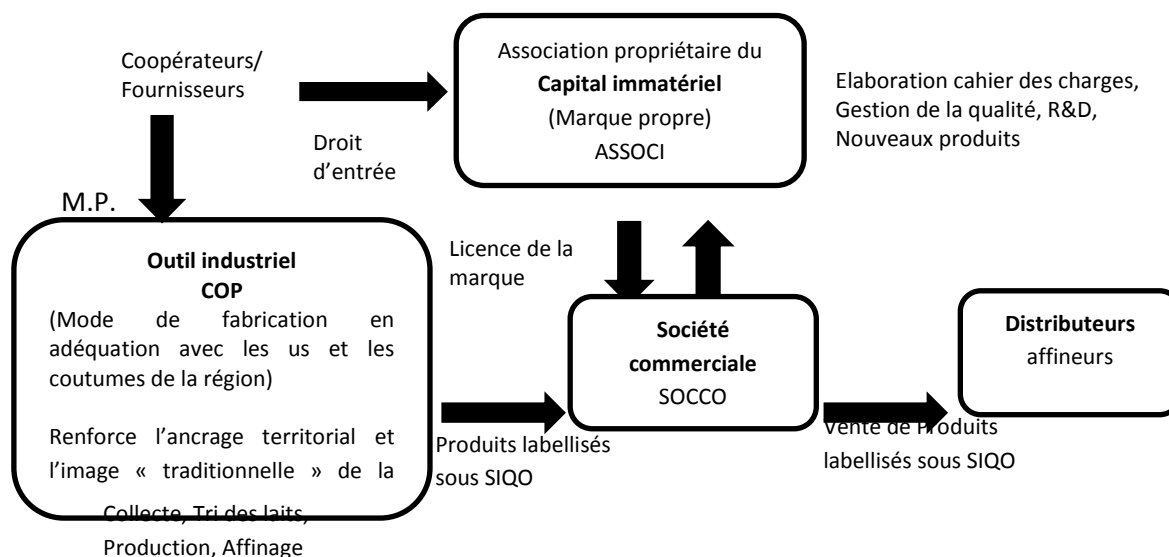 Coopérateurs/
Fournisseurs
Droit
d’entrée
Association propriétaire du
Capital immatériel
(Marque propre)
ASSOCI
Elaboration cahier des charges,
Gestion de la qualité, R&D,
Nouveaux produits
M.P.
Outil industriel
COP
(Mode de fabrication en
adéquation avec les us et les
coutumes de la région)
Renforce l’ancrage territorial et
l’image « traditionnelle » de la
Collecte, Tri des laits,
Production, Affinage
Licence de la
marque
Produits labellisés
sous SIQO
Société
commerciale
SOCCO
Vente de Produits
labellisés sous SIQO
Distributeurs
affineurs